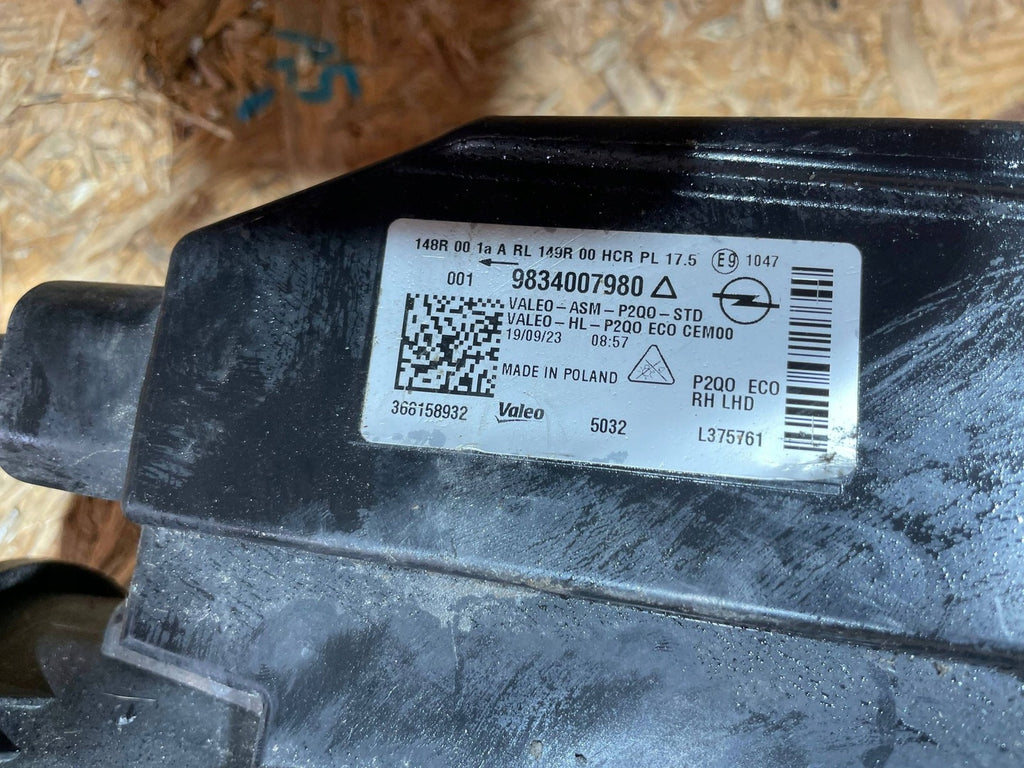 148R 00 1a A RL 149R 00 HCR PL 17.5 E9 1047
001 9834007980
VALEO-ASM-P2QO-STD
VALEO-HL-P2QO ECO CEM00
19/09/23 08:57
MADE IN POLAND
P2QO ECO
RH LHD
366158932 Valeo 5032 L375761